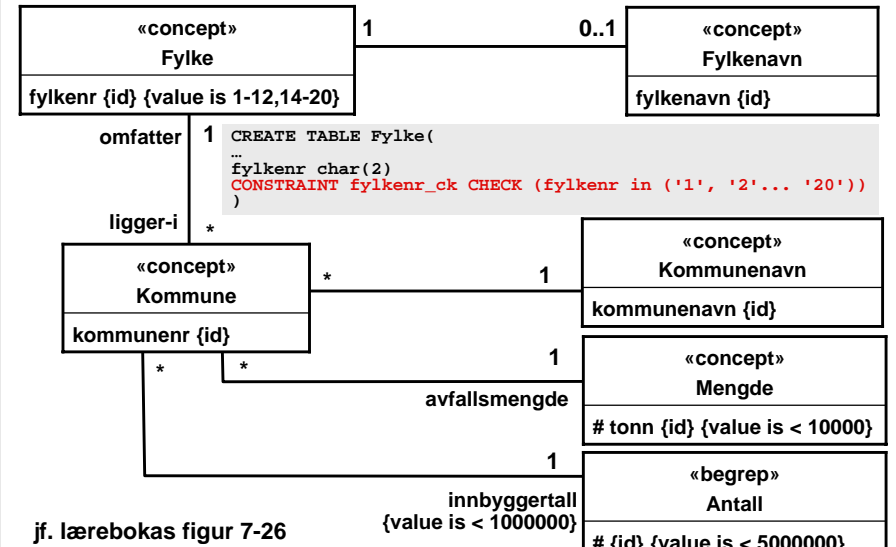 «concept»
Fylke
fylkenr {id} {value is 1-12,14-20}
1
0..1
«concept»
Fylkenavn
fylkenavn {id}
omfatter
1
CREATE TABLE Fylke(
…
fylkenr char(2)
CONSTRAINT fylkenr_ck CHECK (fylkenr in ('1', '2'... '20'))
)
ligger-i
*
«concept»
Kommune
kommunenr {id}
*
1
«concept»
Kommunenavn
kommunenavn {id}
*
*
1
avfallsmengde
«concept»
Mengde
# tonn {id} {value is < 10000}
1
innbyggertall
{value is < 1000000}
«begrep»
Antall
# {id} {value is < 5000000}
jf. lærebokas figur 7-26